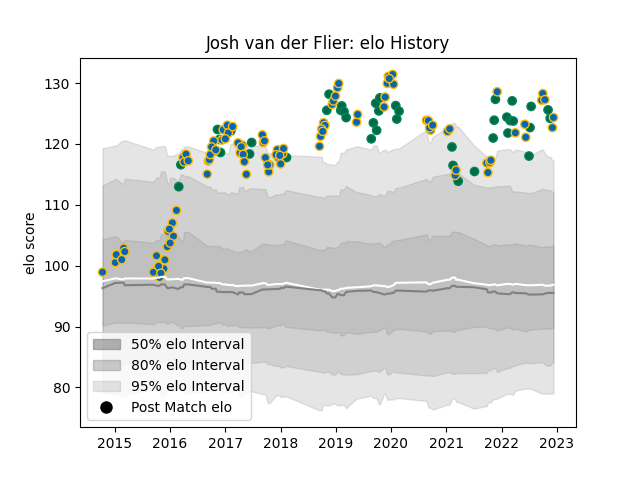 Josh van der Flier: elo History
elo score
130
120
110
100
90
80
50% elo Interval
80% elo Interval
95% elo Interval
Post Match elo
2015 2016 2017 2018 2019 2020 2021 2022 2023